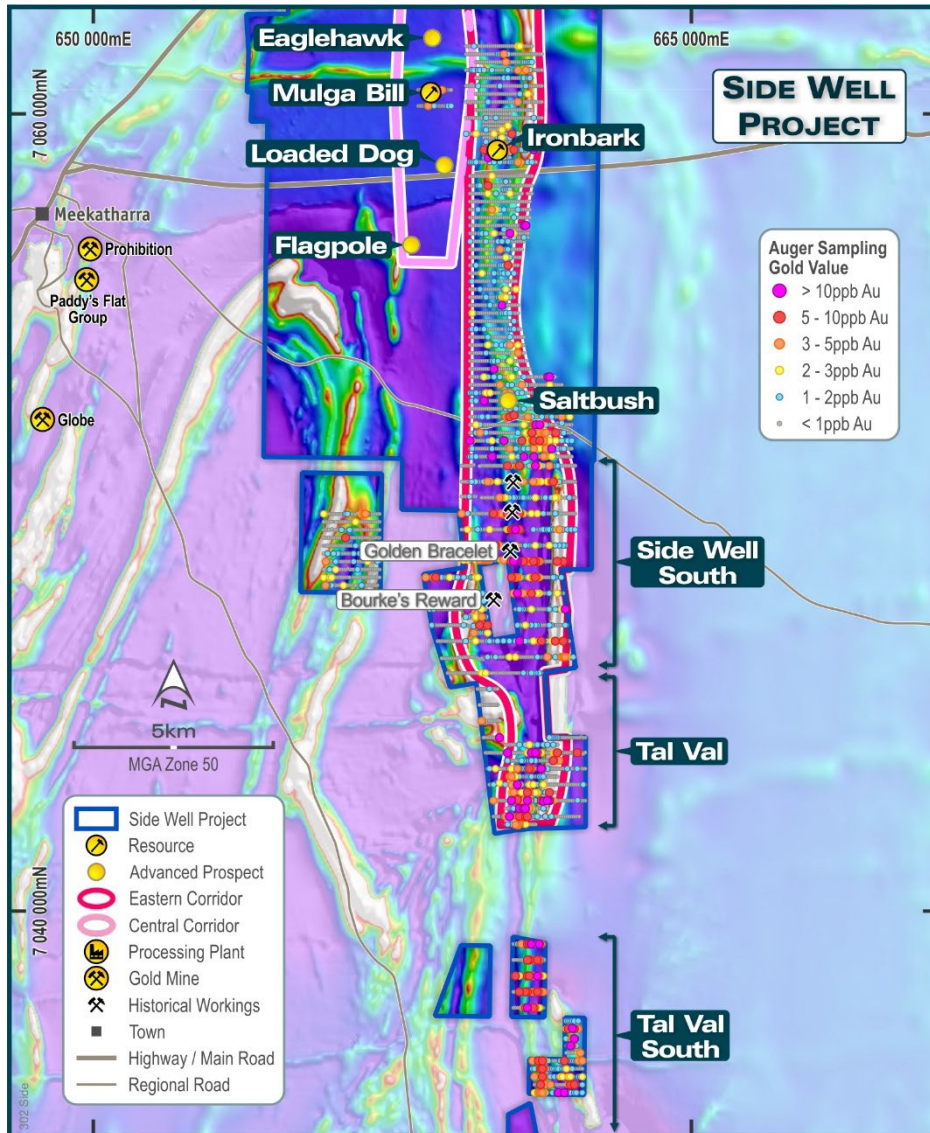 650 000mE
665 000mE
Eaglehawk
SIDE WELL
PROJECT
Mulga Bill
7 060 000mN
Ironbark
Loaded Dog
Meekatharra
Prohibition
Flagpole
Paddy's Flat
Group
Auger Sampling
Gold Value
> 10ppb Au
5 - 10ppb Au
3 - 5ppb Au
2 - 3ppb Au
1 - 2ppb Au
< 1ppb Au
Saltbush
Globe
Golden Bracelet
Side Well
South
Bourke's Reward
N
5km
MGA Zone 50
Tal Val
Side Well Project
Resource
Advanced Prospect
Eastern Corridor
Central Corridor
Processing Plant
Gold Mine
Historical Workings
Town
Highway / Main Road
Regional Road
7 040 000mN
Tal Val
South
302 Side